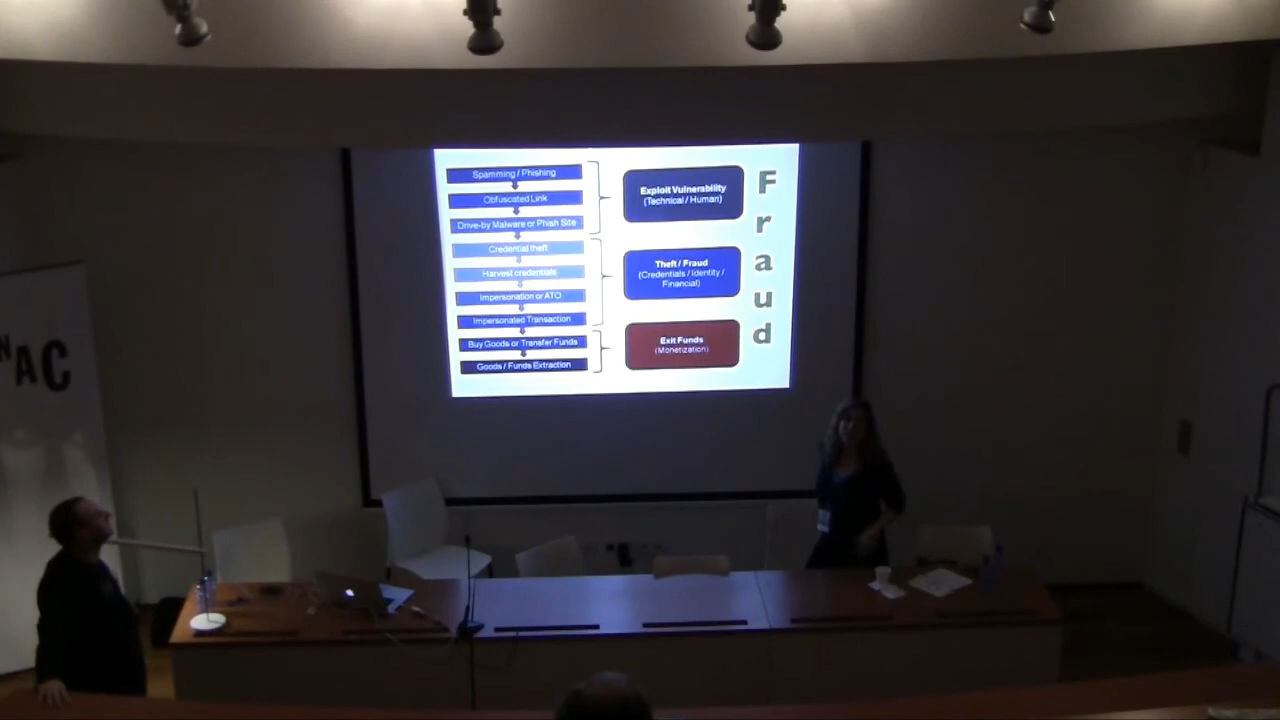 Spamming / Phishing
Obfuscated Link
Drive-by Malware or Phish Site
Credential theft
Harvest credentials
Impersonation or ATO
Impersonated Transaction
Buy Goods or Transfer Funds
Goods / Funds Extraction
Exploit Vulnerability
(Technical / Human)
Theft / Fraud
(Credentials / Identity /
Financial)
Exit Funds
(Monetization)
F
r
a
u
d
NAC